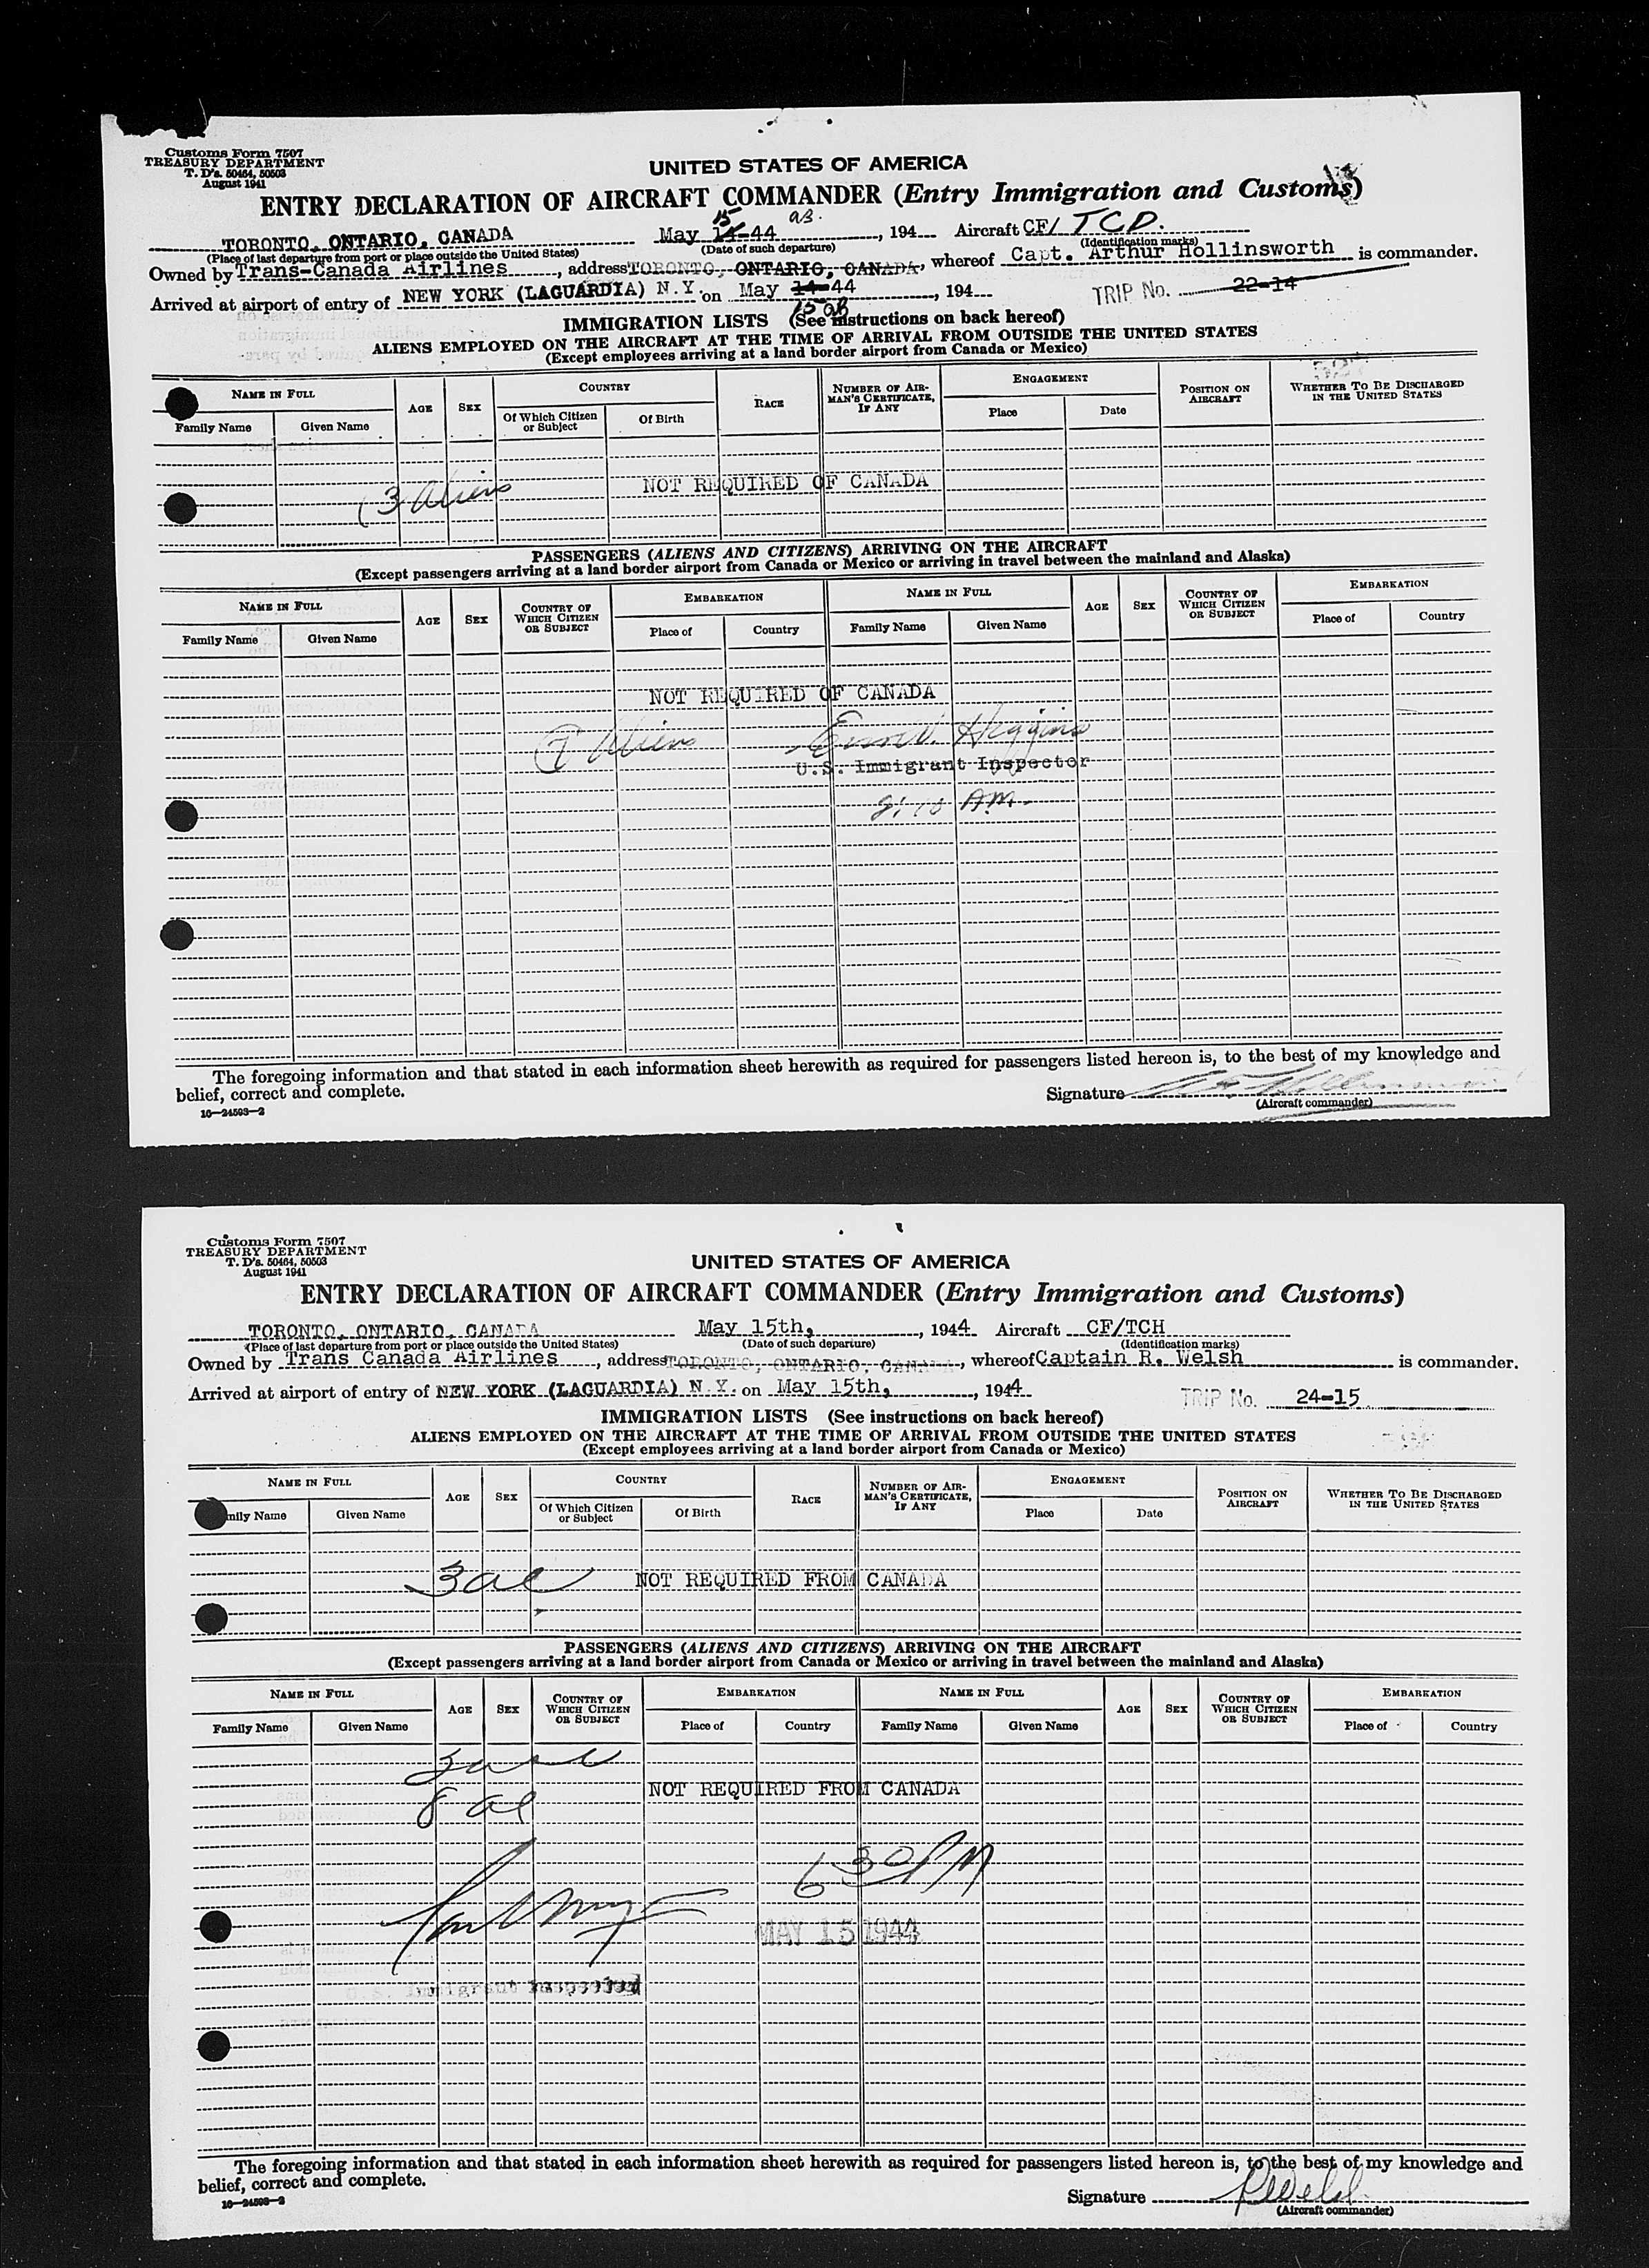 Customs Form 7507
TREASURY DEPARTMENT
T. D's. 50464, 50503
August 1941
UNITED STATES OF AMERICA
ENTRY DECLARATION OF AIRCRAFT COMMANDER (Entry Immigration and Customs)
15 aB.
TORONTO, ONTARIO, CANADA May 14-44, 194 Aircraft CF/ TCD.
(Place of last departure from port or place outside the United States) (Date of such departure) (Identification marks)
Owned by Trans-Canada Airlines, address TORONTO, ONTARIO, CANADA, whereof Capt. Arthur Hollinsworth is commander.
Arrived at airport of entry of NEW YORK (LAGUARDIA) N.Y. on May 14-44, 194 TRIP No. 22-14
15 aB
IMMIGRATION LISTS (See instructions on back hereof)
ALIENS EMPLOYED ON THE AIRCRAFT AT THE TIME OF ARRIVAL FROM OUTSIDE THE UNITED STATES
(Except employees arriving at a land border airport from Canada or Mexico)
NAME IN FULL AGE SEX COUNTRY RACE NUMBER OF AIRMAN'S CERTIFICATE, IF ANY ENGAGEMENT POSITION ON AIRCRAFT WHETHER TO BE DISCHARGED IN THE UNITED STATES
Family Name Given Name Of Which Citizen or Subject Of Birth Place Date
3 Aliens NOT REQUIRED OF CANADA
PASSENGERS (ALIENS AND CITIZENS) ARRIVING ON THE AIRCRAFT
(Except passengers arriving at a land border airport from Canada or Mexico or arriving in travel between the mainland and Alaska)
NAME IN FULL AGE SEX COUNTRY OF WHICH CITIZEN OR SUBJECT EMBARKATION NAME IN FULL AGE SEX COUNTRY OF WHICH CITIZEN OR SUBJECT EMBARKATION
Family Name Given Name Place of Country Family Name Given Name Place of Country
NOT REQUIRED OF CANADA
Aliens Higgins
U.S. Immigrant Inspector
AM.
The foregoing information and that stated in each information sheet herewith as required for passengers listed hereon is, to the best of my knowledge and
belief, correct and complete.
Signature
(Aircraft commander)
16—24593—2
Customs Form 7507
TREASURY DEPARTMENT
T. D's. 50464, 50503
August 1941
UNITED STATES OF AMERICA
ENTRY DECLARATION OF AIRCRAFT COMMANDER (Entry Immigration and Customs)
TORONTO, ONTARIO, CANADA May 15th, 1944 Aircraft CF/TCH
(Place of last departure from port or place outside the United States) (Date of such departure) (Identification marks)
Owned by Trans Canada Airlines, address TORONTO, ONTARIO, CANADA, whereof Captain R. Welsh is commander.
Arrived at airport of entry of NEW YORK (LAGUARDIA) N.Y. on May 15th, 1944 TRIP No. 24-15
IMMIGRATION LISTS (See instructions on back hereof)
ALIENS EMPLOYED ON THE AIRCRAFT AT THE TIME OF ARRIVAL FROM OUTSIDE THE UNITED STATES
(Except employees arriving at a land border airport from Canada or Mexico)
NAME IN FULL AGE SEX COUNTRY RACE NUMBER OF AIRMAN'S CERTIFICATE, IF ANY ENGAGEMENT POSITION ON AIRCRAFT WHETHER TO BE DISCHARGED IN THE UNITED STATES
Family Name Given Name Of Which Citizen or Subject Of Birth Place Date
3 al NOT REQUIRED FROM CANADA
PASSENGERS (ALIENS AND CITIZENS) ARRIVING ON THE AIRCRAFT
(Except passengers arriving at a land border airport from Canada or Mexico or arriving in travel between the mainland and Alaska)
NAME IN FULL AGE SEX COUNTRY OF WHICH CITIZEN OR SUBJECT EMBARKATION NAME IN FULL AGE SEX COUNTRY OF WHICH CITIZEN OR SUBJECT EMBARKATION
Family Name Given Name Place of Country Family Name Given Name Place of Country
NOT REQUIRED FROM CANADA
8 al
630 PM
MAY 15 1944
U.S. Immigrant Inspector
The foregoing information and that stated in each information sheet herewith as required for passengers listed hereon is, to the best of my knowledge and
belief, correct and complete.
Signature RWelsh
(Aircraft commander)
16—24593—2